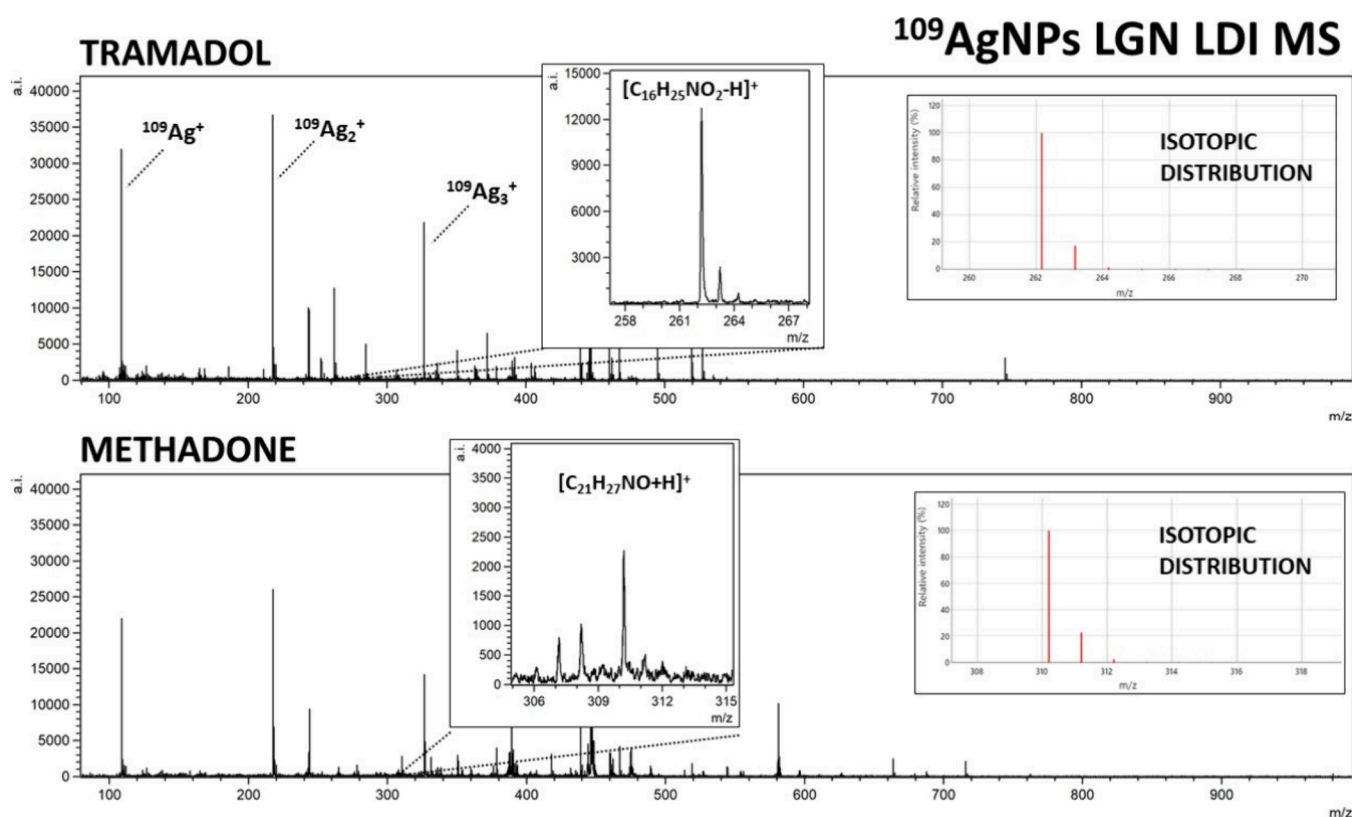 TRAMADOL
¹⁰⁹AgNPs LGN LDI MS
a.i.
40000
35000
30000
25000
20000
15000
10000
5000
0
¹⁰⁹Ag⁺
¹⁰⁹Ag₂⁺
¹⁰⁹Ag₃⁺
100 200 300 400 500 600 700 800 900
m/z
a.i.
15000
12000
9000
6000
3000
[C₁₆H₂₅NO₂-H]⁺
258 261 264 267
m/z
Relative intensity (%)
120
100
80
60
40
20
0
ISOTOPIC
DISTRIBUTION
260 262 264 266 268 270
m/z
METHADONE
a.i.
40000
35000
30000
25000
20000
15000
10000
5000
0
100 200 300 400 500 600 700 800 900
m/z
a.i.
4000
3500
3000
2500
2000
1500
1000
500
0
[C₂₁H₂₇NO+H]⁺
306 309 312 315
m/z
Relative intensity (%)
120
100
80
60
40
20
0
ISOTOPIC
DISTRIBUTION
308 310 312 314 316 318
m/z